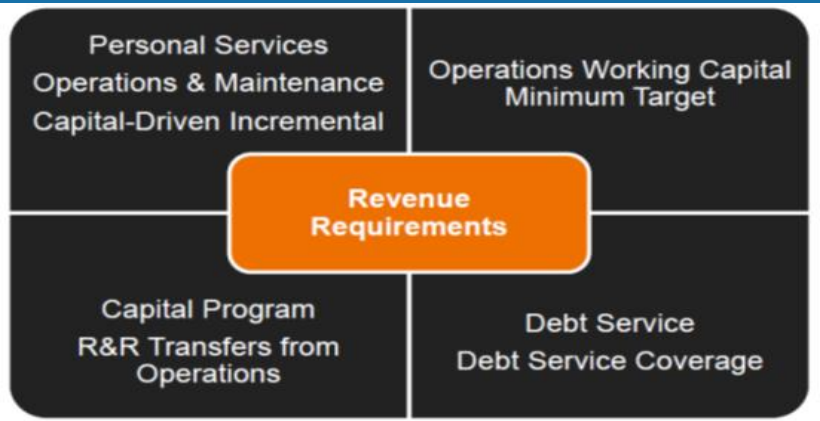 Personal Services
Operations & Maintenance
Capital-Driven Incremental
Operations Working Capital
Minimum Target
Revenue
Requirements
Capital Program
R&R Transfers from
Operations
Debt Service
Debt Service Coverage